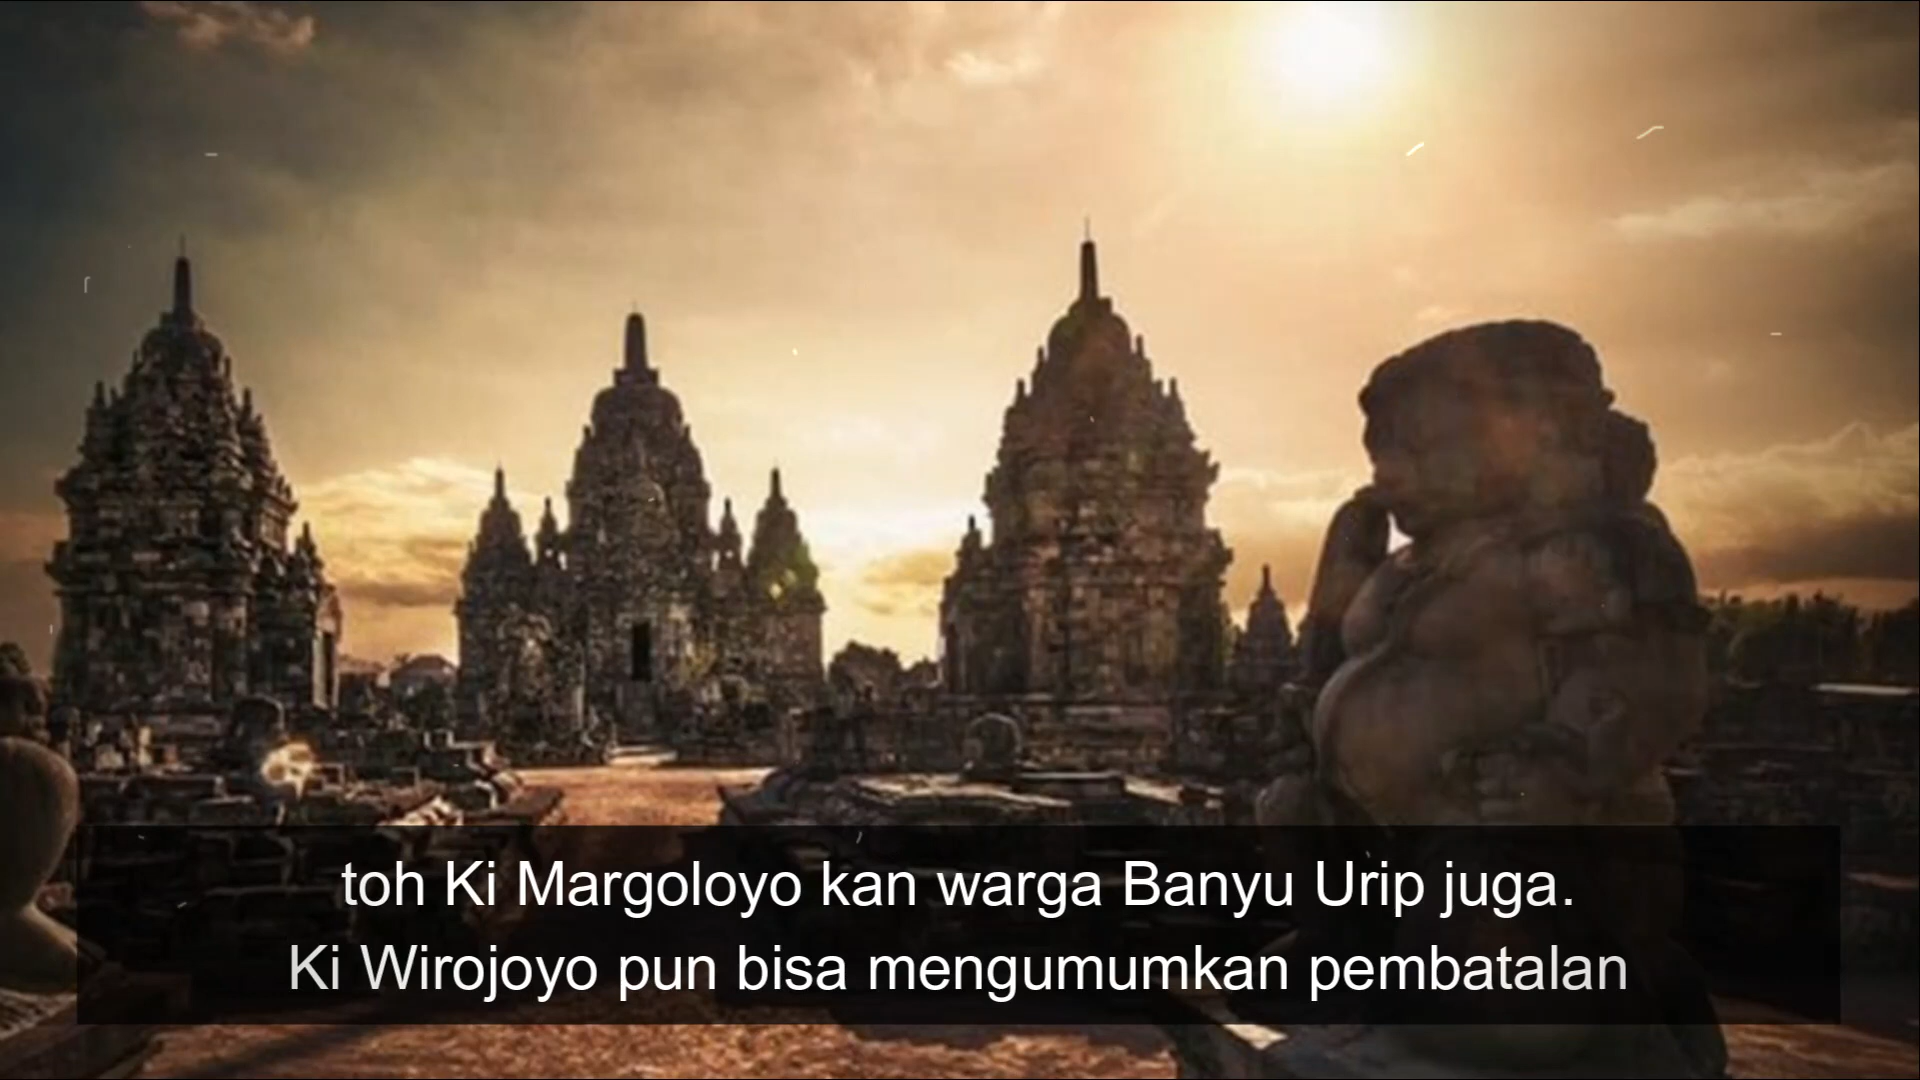 toh Ki Margoloyo kan warga Banyu Urip juga.
Ki Wirojoyo pun bisa mengumumkan pembatalan